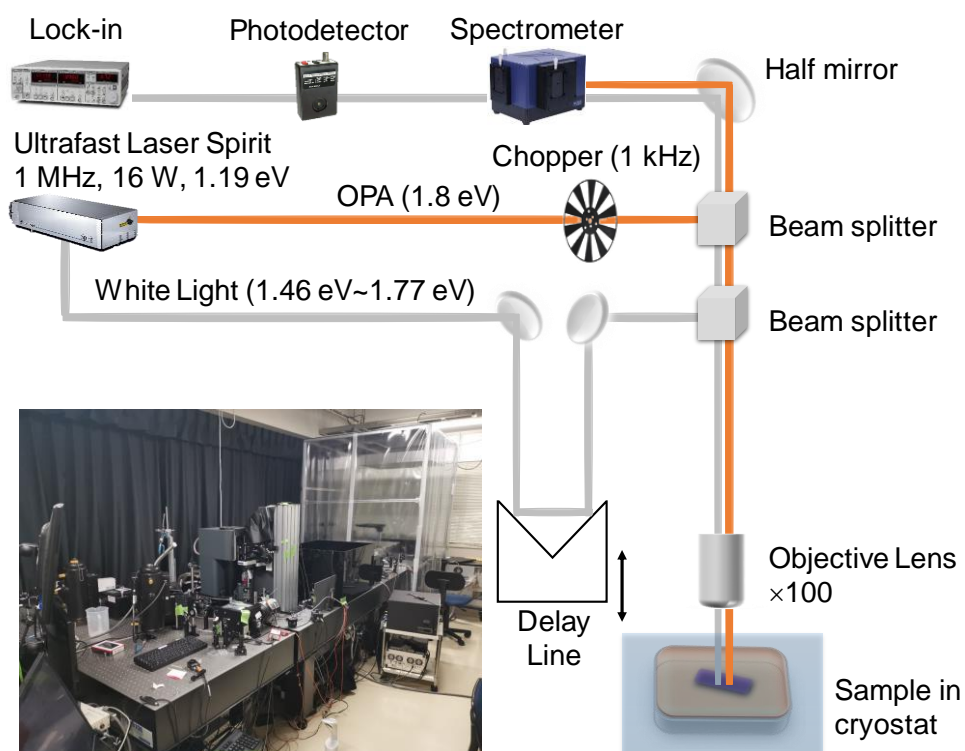 Lock-in
Photodetector
Spectrometer
Half mirror
Ultrafast Laser Spirit
1 MHz, 16 W, 1.19 eV
Chopper (1 kHz)
OPA (1.8 eV)
Beam splitter
White Light (1.46 eV~1.77 eV)
Beam splitter
Objective Lens
×100
Delay
Line
Sample in
cryostat